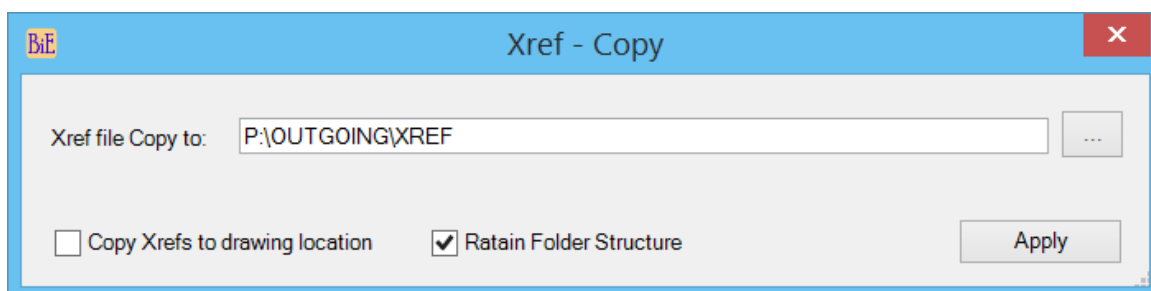 BiE
Xref - Copy
Xref file Copy to: P:\OUTGOING\XREF ...
Copy Xrefs to drawing location Ratain Folder Structure Apply